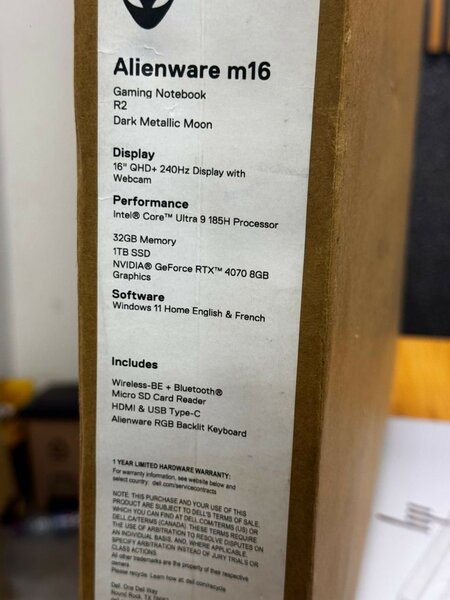 Alienware m16
Gaming Notebook
R2
Dark Metallic Moon
Display
16" QHD+ 240Hz Display with
Webcam
Performance
Intel® Core™ Ultra 9 185H Processor
32GB Memory
1TB SSD
NVIDIA® GeForce RTX™ 4070 8GB
Graphics
Software
Windows 11 Home English & French
Includes
Wireless-BE + Bluetooth®
Micro SD Card Reader
HDMI & USB Type-C
Alienware RGB Backlit Keyboard
1 YEAR LIMITED HARDWARE WARRANTY:
For warranty information, see website below and
select country: dell.com/servicecontracts
NOTE: THIS PURCHASE AND YOUR USE OF THIS
PRODUCT ARE SUBJECT TO DELL'S TERMS OF SALE,
WHICH YOU CAN FIND AT DELL.COM/TERMS (US) OR
DELL.CA/TERMS (CANADA). THESE TERMS REQUIRE
THE USE OF ARBITRATION TO RESOLVE DISPUTES ON
AN INDIVIDUAL BASIS, AND, WHERE APPLICABLE,
SPECIFY ARBITRATION INSTEAD OF JURY TRIALS OR
CLASS ACTIONS.
All other trademarks are the property of their respective
owners.
Please recycle. Learn how at: dell.com/recycle
Dell, One Dell Way
Round Rock, TX